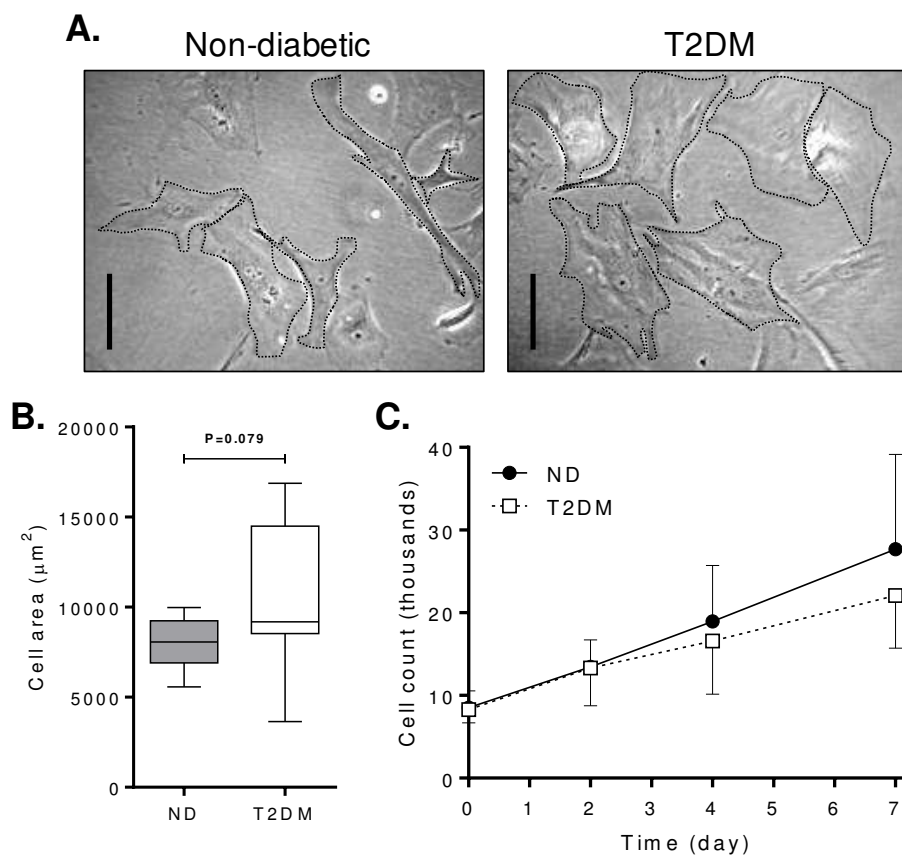 A.
Non-diabetic
T2DM
B.
Cell area (μm²)
20000
15000
10000
5000
0
P=0.079
ND
T2DM
C.
Cell count (thousands)
40
30
20
10
0
ND
T2DM
0 1 2 3 4 5 6 7
Time (day)